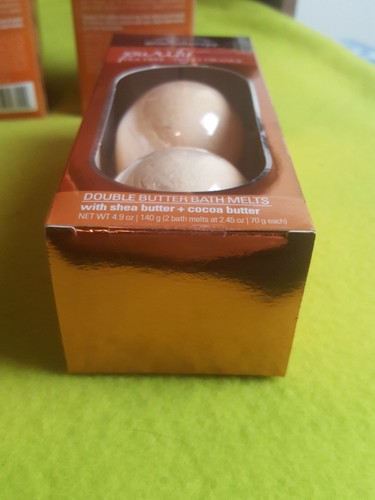 DOUBLE BUTTER BATH MELTS
with shea butter + cocoa butter
NET WT 4.9 oz | 140 g (2 bath melts at 2.45 oz | 70 g each)